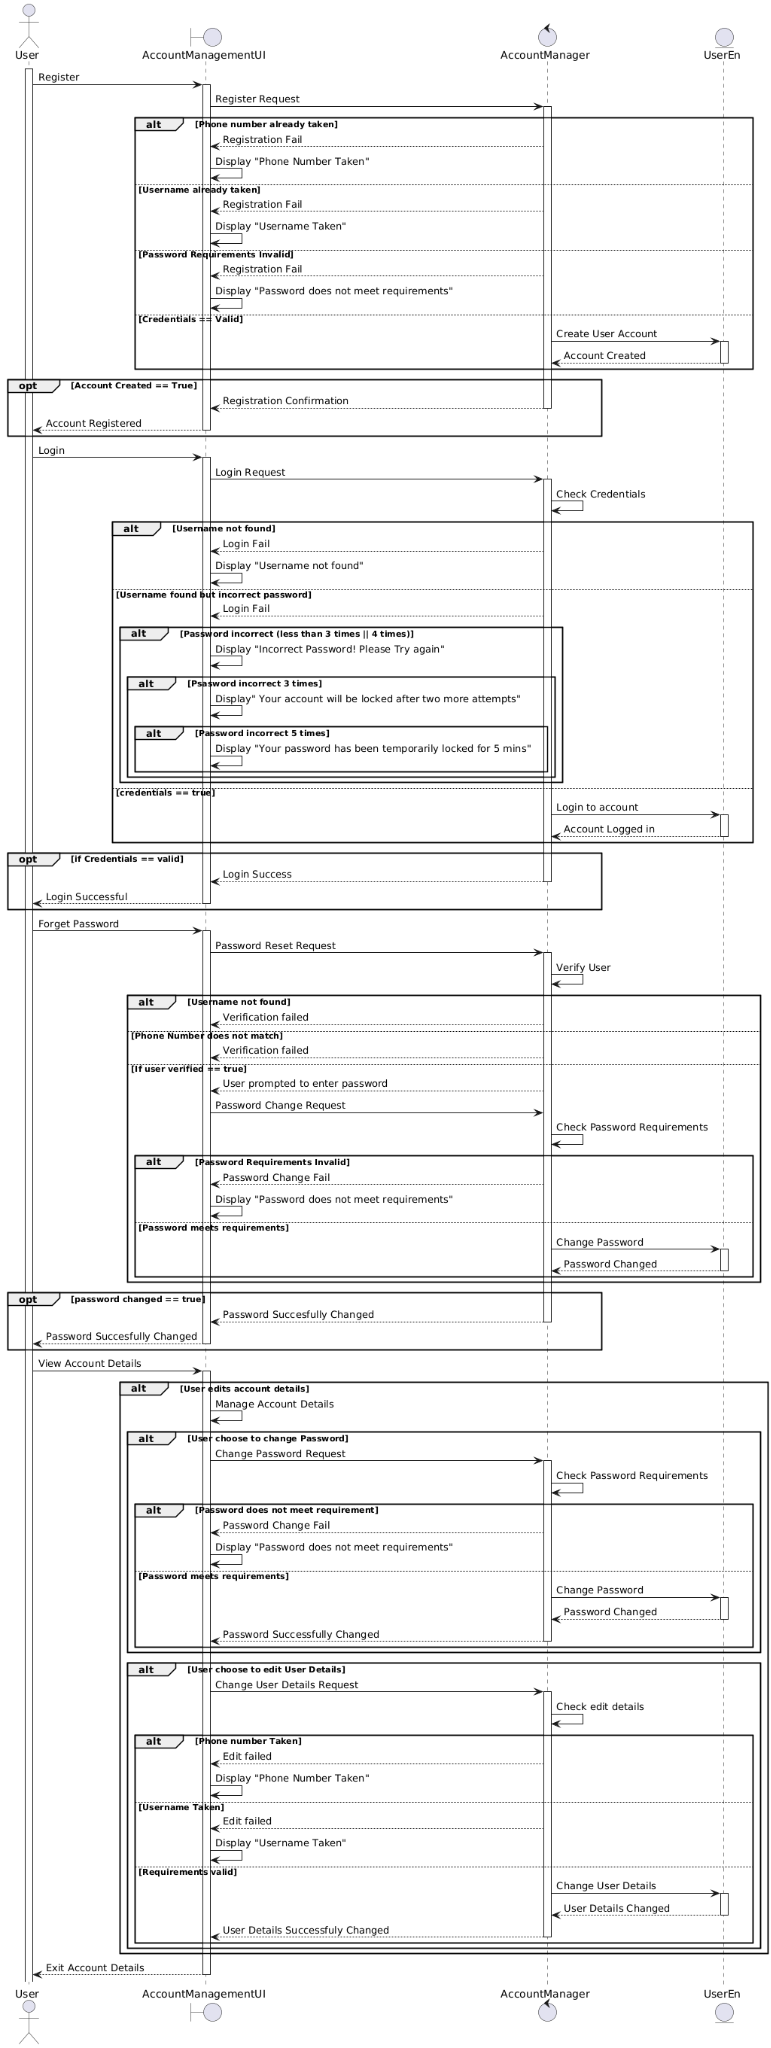 User
AccountManagementUI
AccountManager
UserEn
Register
Register Request
alt [Phone number already taken]
Registration Fail
Display "Phone Number Taken"
[Username already taken]
Registration Fail
Display "Username Taken"
[Password Requirements Invalid]
Registration Fail
Display "Password does not meet requirements"
[Credentials == Valid]
Create User Account
Account Created
opt [Account Created == True]
Registration Confirmation
Account Registered
Login
Login Request
Check Credentials
alt [Username not found]
Login Fail
Display "Username not found"
[Username found but incorrect password]
Login Fail
alt [Password incorrect (less than 3 times || 4 times)]
Display "Incorrect Password! Please Try again"
alt [Psasword incorrect 3 times]
Display" Your account will be locked after two more attempts"
alt [Password incorrect 5 times]
Display "Your password has been temporarily locked for 5 mins"
[credentials == true]
Login to account
Account Logged in
opt [if Credentials == valid]
Login Success
Login Successful
Forget Password
Password Reset Request
Verify User
alt [Username not found]
Verification failed
[Phone Number does not match]
Verification failed
[If user verified == true]
User prompted to enter password
Password Change Request
Check Password Requirements
alt [Password Requirements Invalid]
Password Change Fail
Display "Password does not meet requirements"
[Password meets requirements]
Change Password
Password Changed
opt [password changed == true]
Password Succesfully Changed
Password Succesfully Changed
View Account Details
alt [User edits account details]
Manage Account Details
alt [User choose to change Password]
Change Password Request
Check Password Requirements
alt [Password does not meet requirement]
Password Change Fail
Display "Password does not meet requirements"
[Password meets requirements]
Change Password
Password Changed
Password Successfully Changed
alt [User choose to edit User Details]
Change User Details Request
Check edit details
alt [Phone number Taken]
Edit failed
Display "Phone Number Taken"
[Username Taken]
Edit failed
Display "Username Taken"
[Requirements valid]
Change User Details
User Details Changed
User Details Successfuly Changed
Exit Account Details
User
AccountManagementUI
AccountManager
UserEn